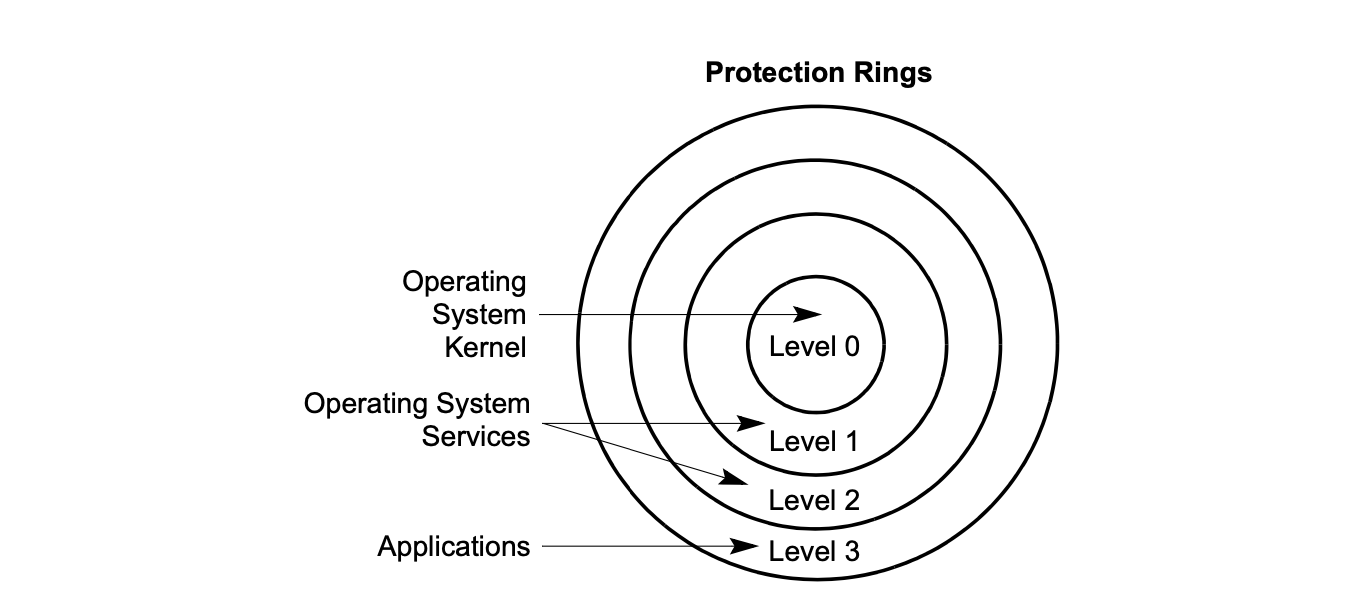 Protection Rings
Operating
System
Kernel
Level 0
Operating System
Services
Level 1
Level 2
Applications
Level 3